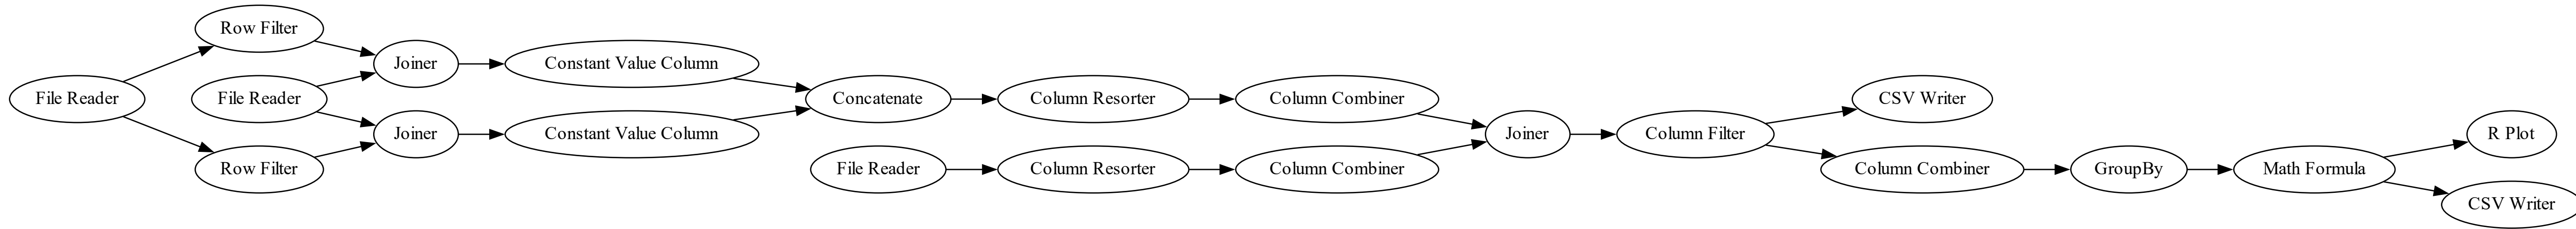 File Reader
Row Filter
File Reader
Row Filter
Joiner
Joiner
Constant Value Column
Constant Value Column
Concatenate
File Reader
Column Resorter
Column Resorter
Column Combiner
Column Combiner
Joiner
Column Filter
CSV Writer
Column Combiner
GroupBy
Math Formula
R Plot
CSV Writer